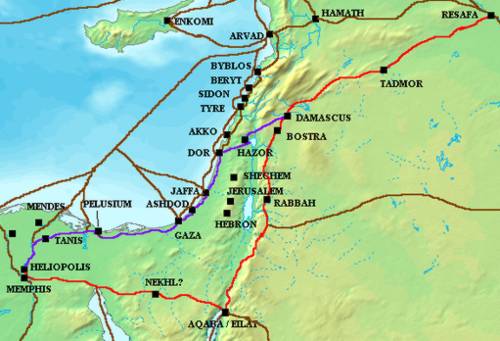 ENKOMI
HAMATH
RESAFA
ARVAD
BYBLOS
TADMOR
BERYT
SIDON
TYRE
DAMASCUS
AKKO
BOSTRA
DOR
HAZOR
SHECHEM
JAFFA
JERUSALEM
MENDES
PELUSIUM
ASHDOD
RABBAH
HEBRON
TANIS
GAZA
HELIOPOLIS
NEKHL?
MEMPHIS
AQABA / EILAT